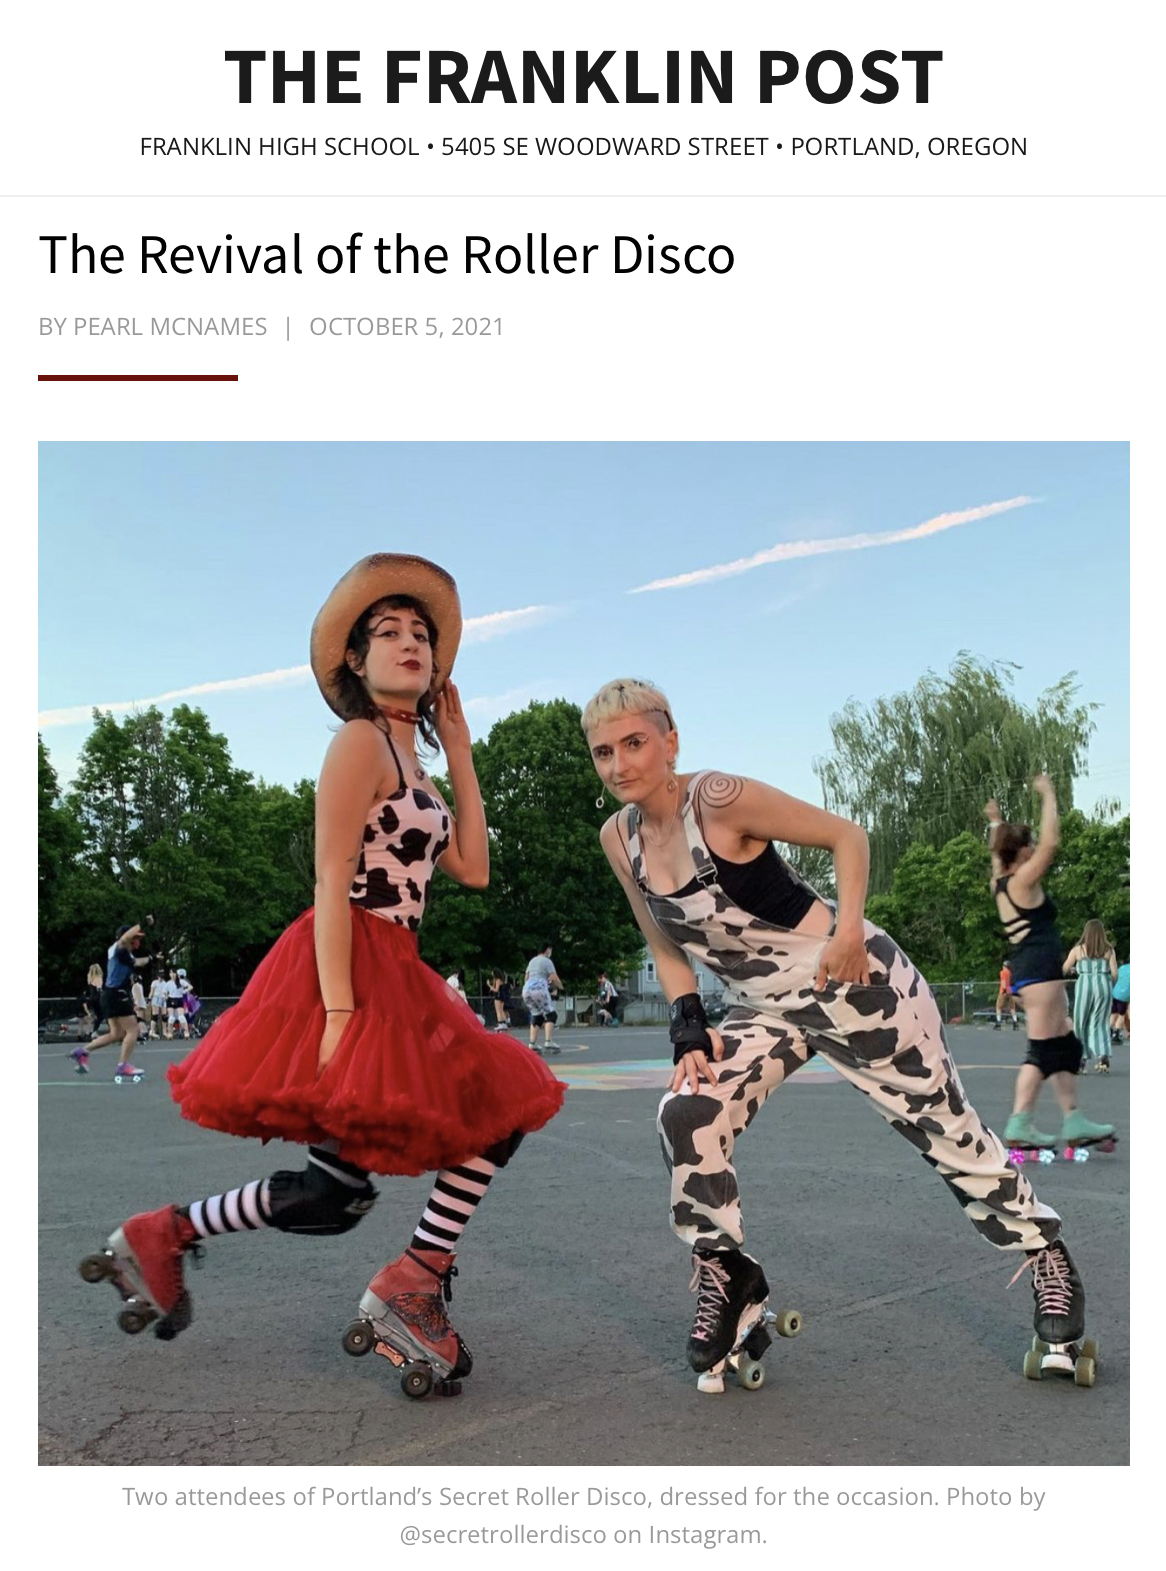 THE FRANKLIN POST
FRANKLIN HIGH SCHOOL • 5405 SE WOODWARD STREET • PORTLAND, OREGON
The Revival of the Roller Disco
BY PEARL MCNAMES | OCTOBER 5, 2021
Two attendees of Portland’s Secret Roller Disco, dressed for the occasion. Photo by
@secretrollerdisco on Instagram.